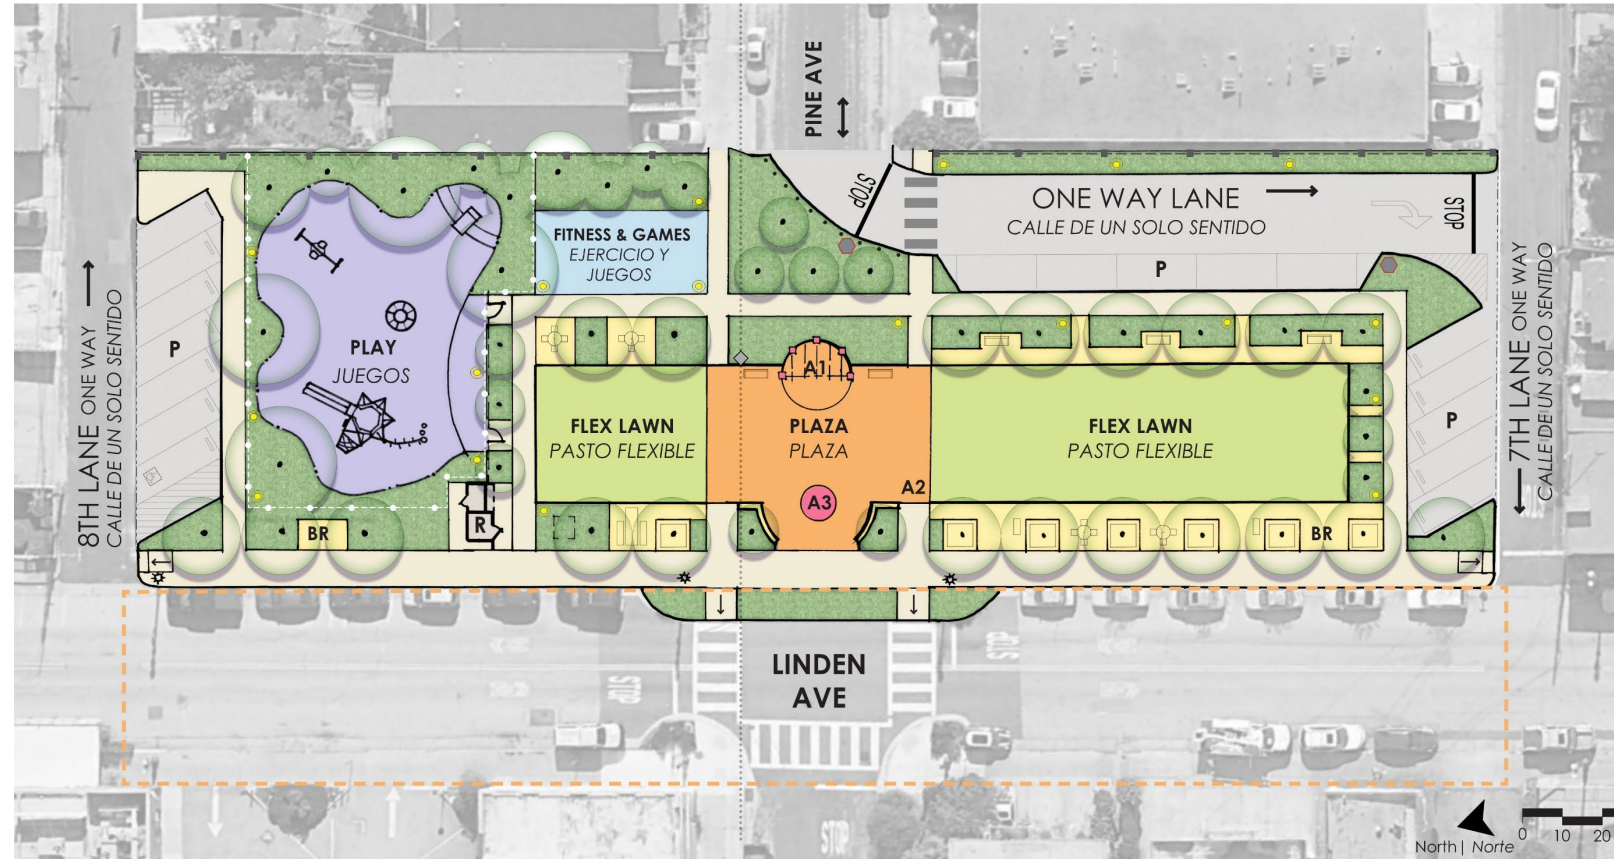 PINE AVE
STOP
ONE WAY LANE
CALLE DE UN SOLO SENTIDO
STOP
FITNESS & GAMES
EJERCICIO Y
JUEGOS
P
8TH LANE ONE WAY
CALLE DE UN SOLO SENTIDO
P
PLAY
JUEGOS
A1
FLEX LAWN
PASTO FLEXIBLE
PLAZA
PLAZA
FLEX LAWN
PASTO FLEXIBLE
P
7TH LANE ONE WAY
CALLE DE UN SOLO SENTIDO
A2
A3
R
BR
BR
STOP
STOP
LINDEN
AVE
STOP
North | Norte
0 10 20